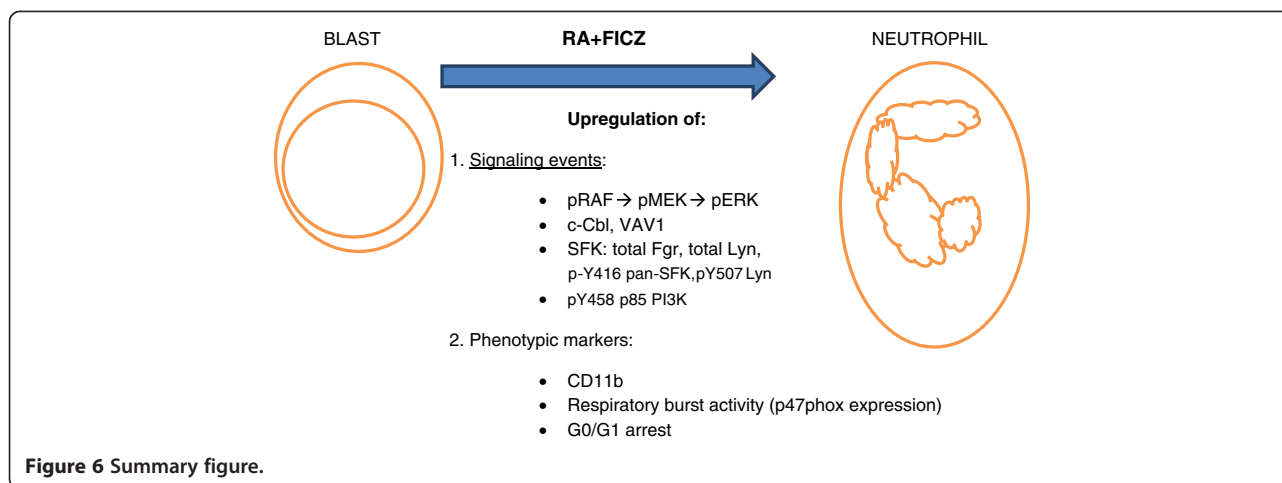 BLAST
RA+FICZ
NEUTROPHIL
Upregulation of:
1. Signaling events:
• pRAF → pMEK → pERK
• c-Cbl, VAV1
• SFK: total Fgr, total Lyn,
p-Y416 pan-SFK,pY507 Lyn
• pY458 p85 PI3K
2. Phenotypic markers:
• CD11b
• Respiratory burst activity (p47phox expression)
• G0/G1 arrest
Figure 6 Summary figure.